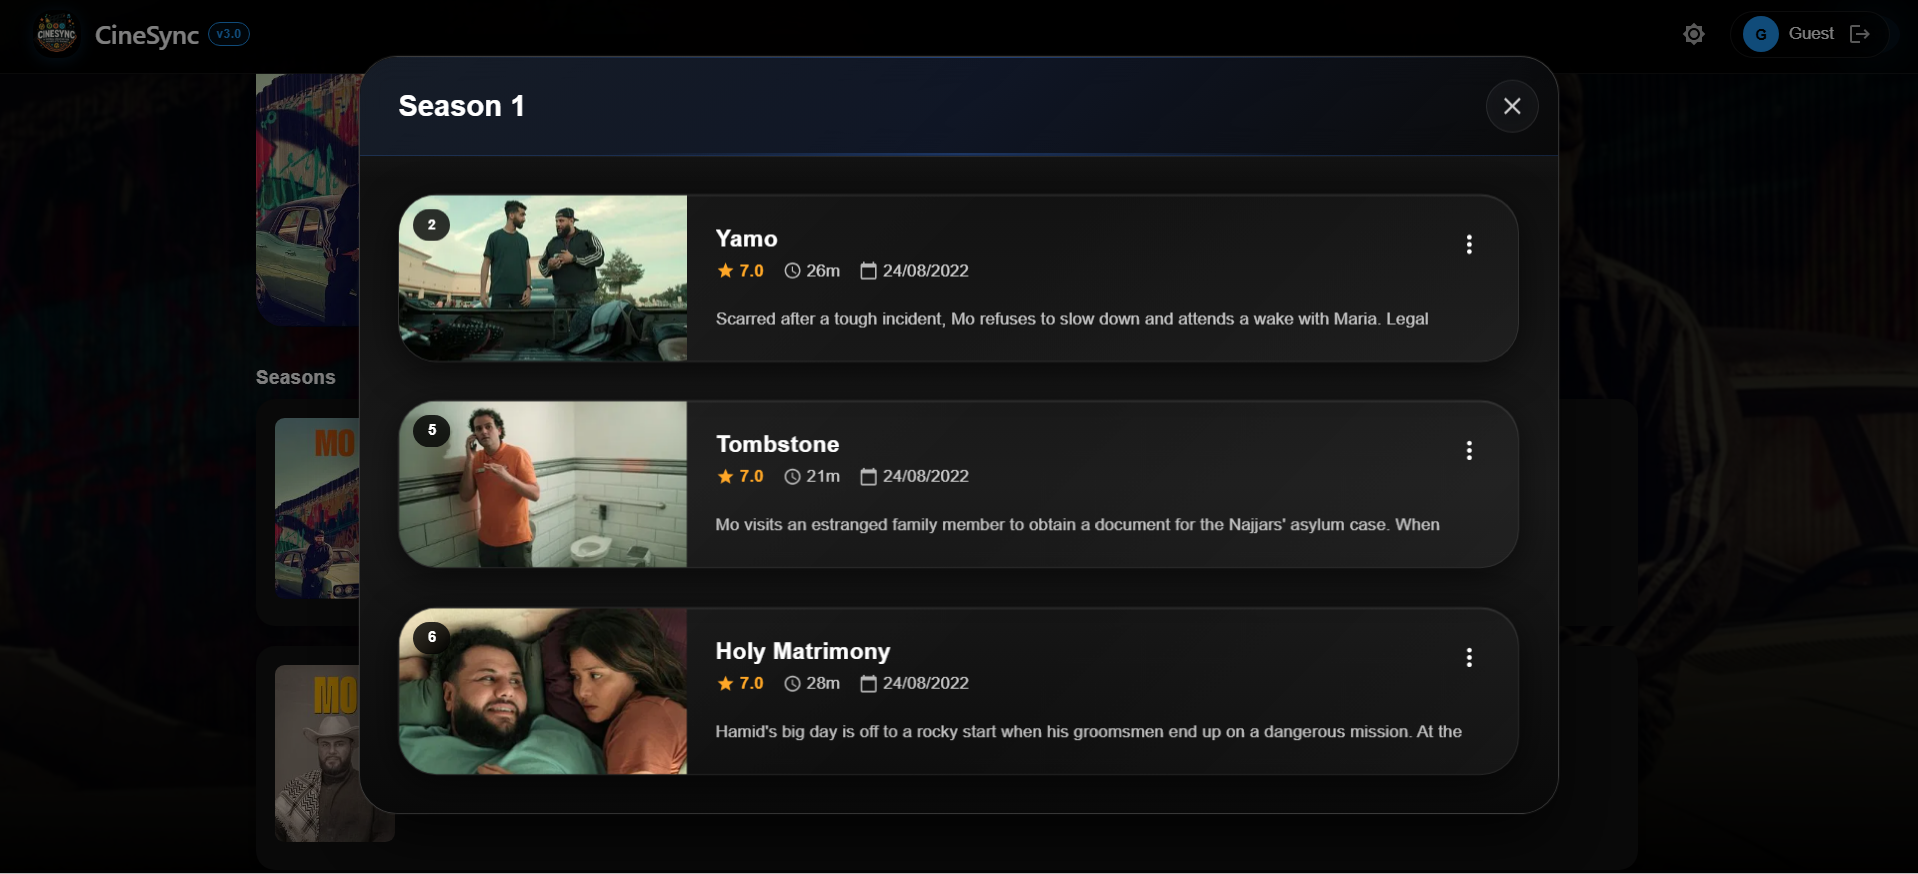 CINESYNC
CineSync v3.0
G Guest
Season 1
2
Yamo
7.0 26m 24/08/2022
Scarred after a tough incident, Mo refuses to slow down and attends a wake with Maria. Legal
5
Tombstone
7.0 21m 24/08/2022
Mo visits an estranged family member to obtain a document for the Najjars' asylum case. When
6
Holy Matrimony
7.0 28m 24/08/2022
Hamid's big day is off to a rocky start when his groomsmen end up on a dangerous mission. At the
Seasons
MO
MO